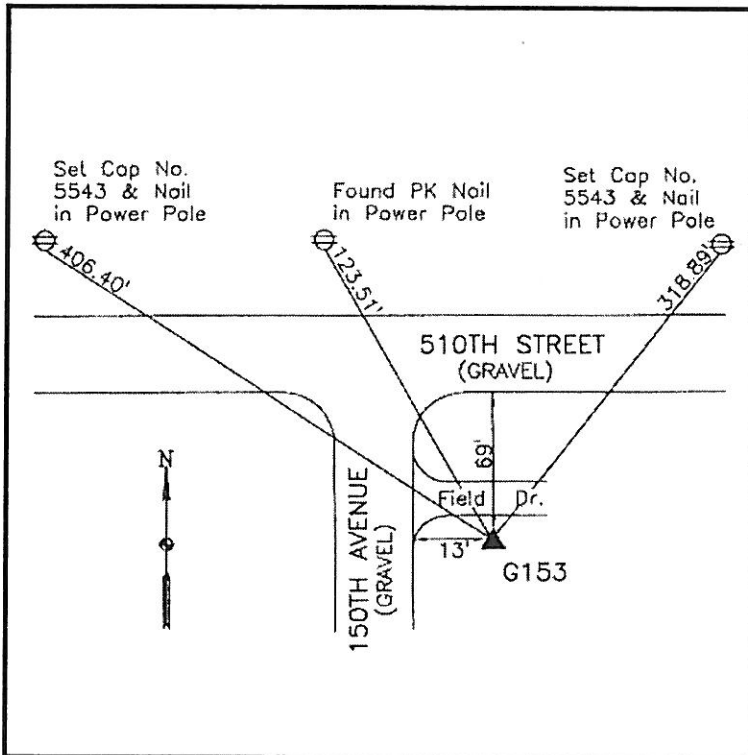 Set Cap No.
5543 & Nail
in Power Pole
Found PK Nail
in Power Pole
Set Cap No.
5543 & Nail
in Power Pole
406.40'
123.51'
318.89'
510TH STREET
(GRAVEL)
69'
N
Field Dr.
150TH AVENUE
(GRAVEL)
13'
G153